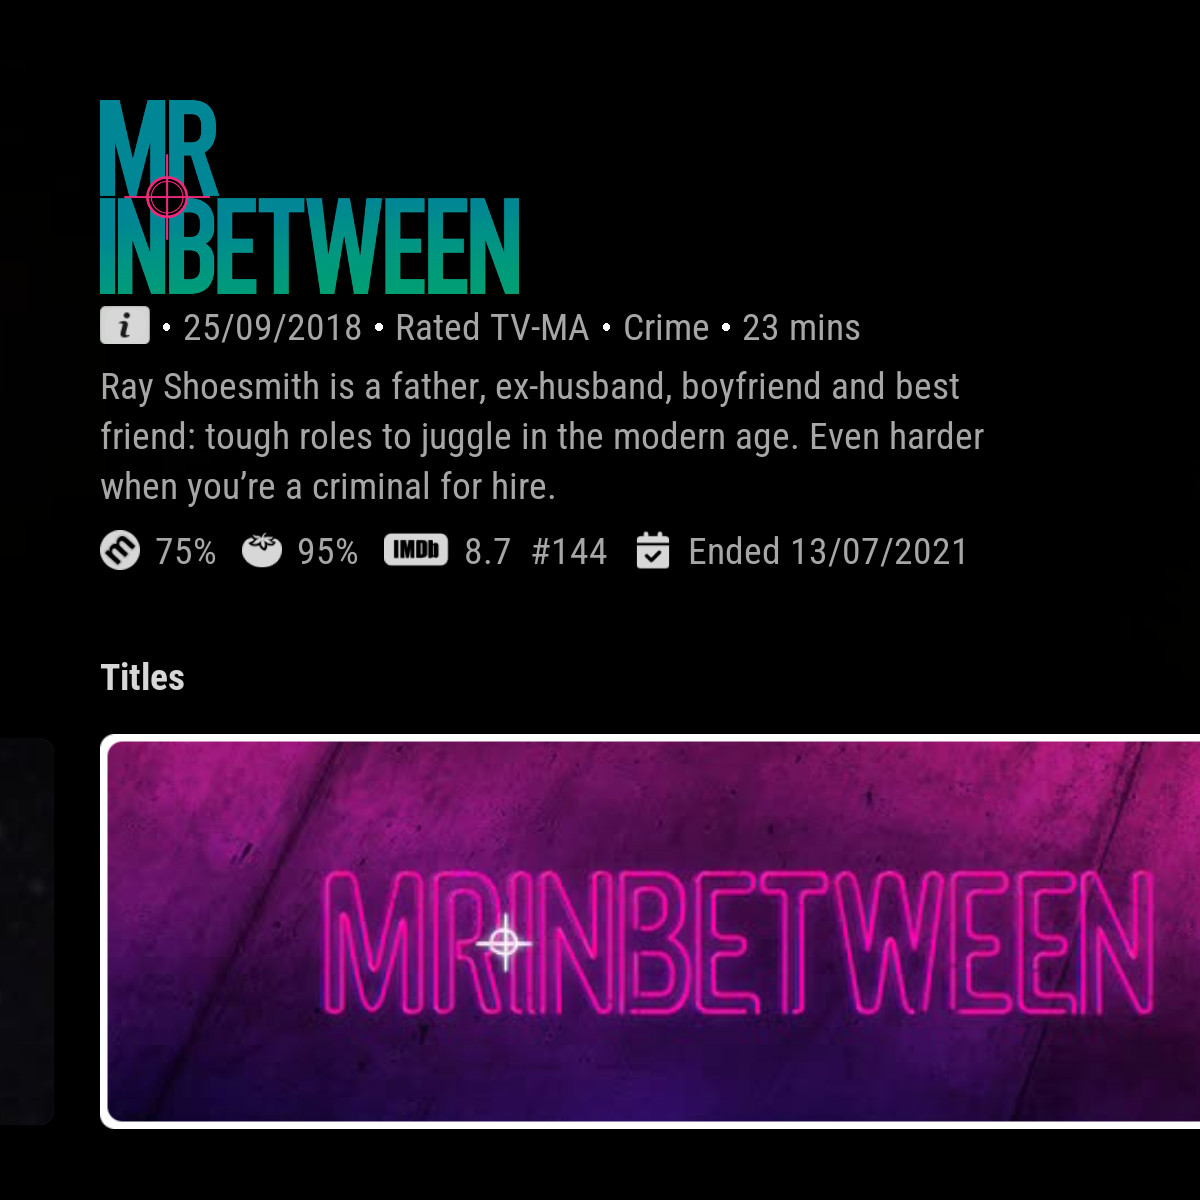 MR
INBETWEEN
i • 25/09/2018 • Rated TV-MA • Crime • 23 mins
Ray Shoesmith is a father, ex-husband, boyfriend and best
friend: tough roles to juggle in the modern age. Even harder
when you’re a criminal for hire.
m 75% 95% IMDb 8.7 #144 Ended 13/07/2021
Titles
MRINBETWEEN